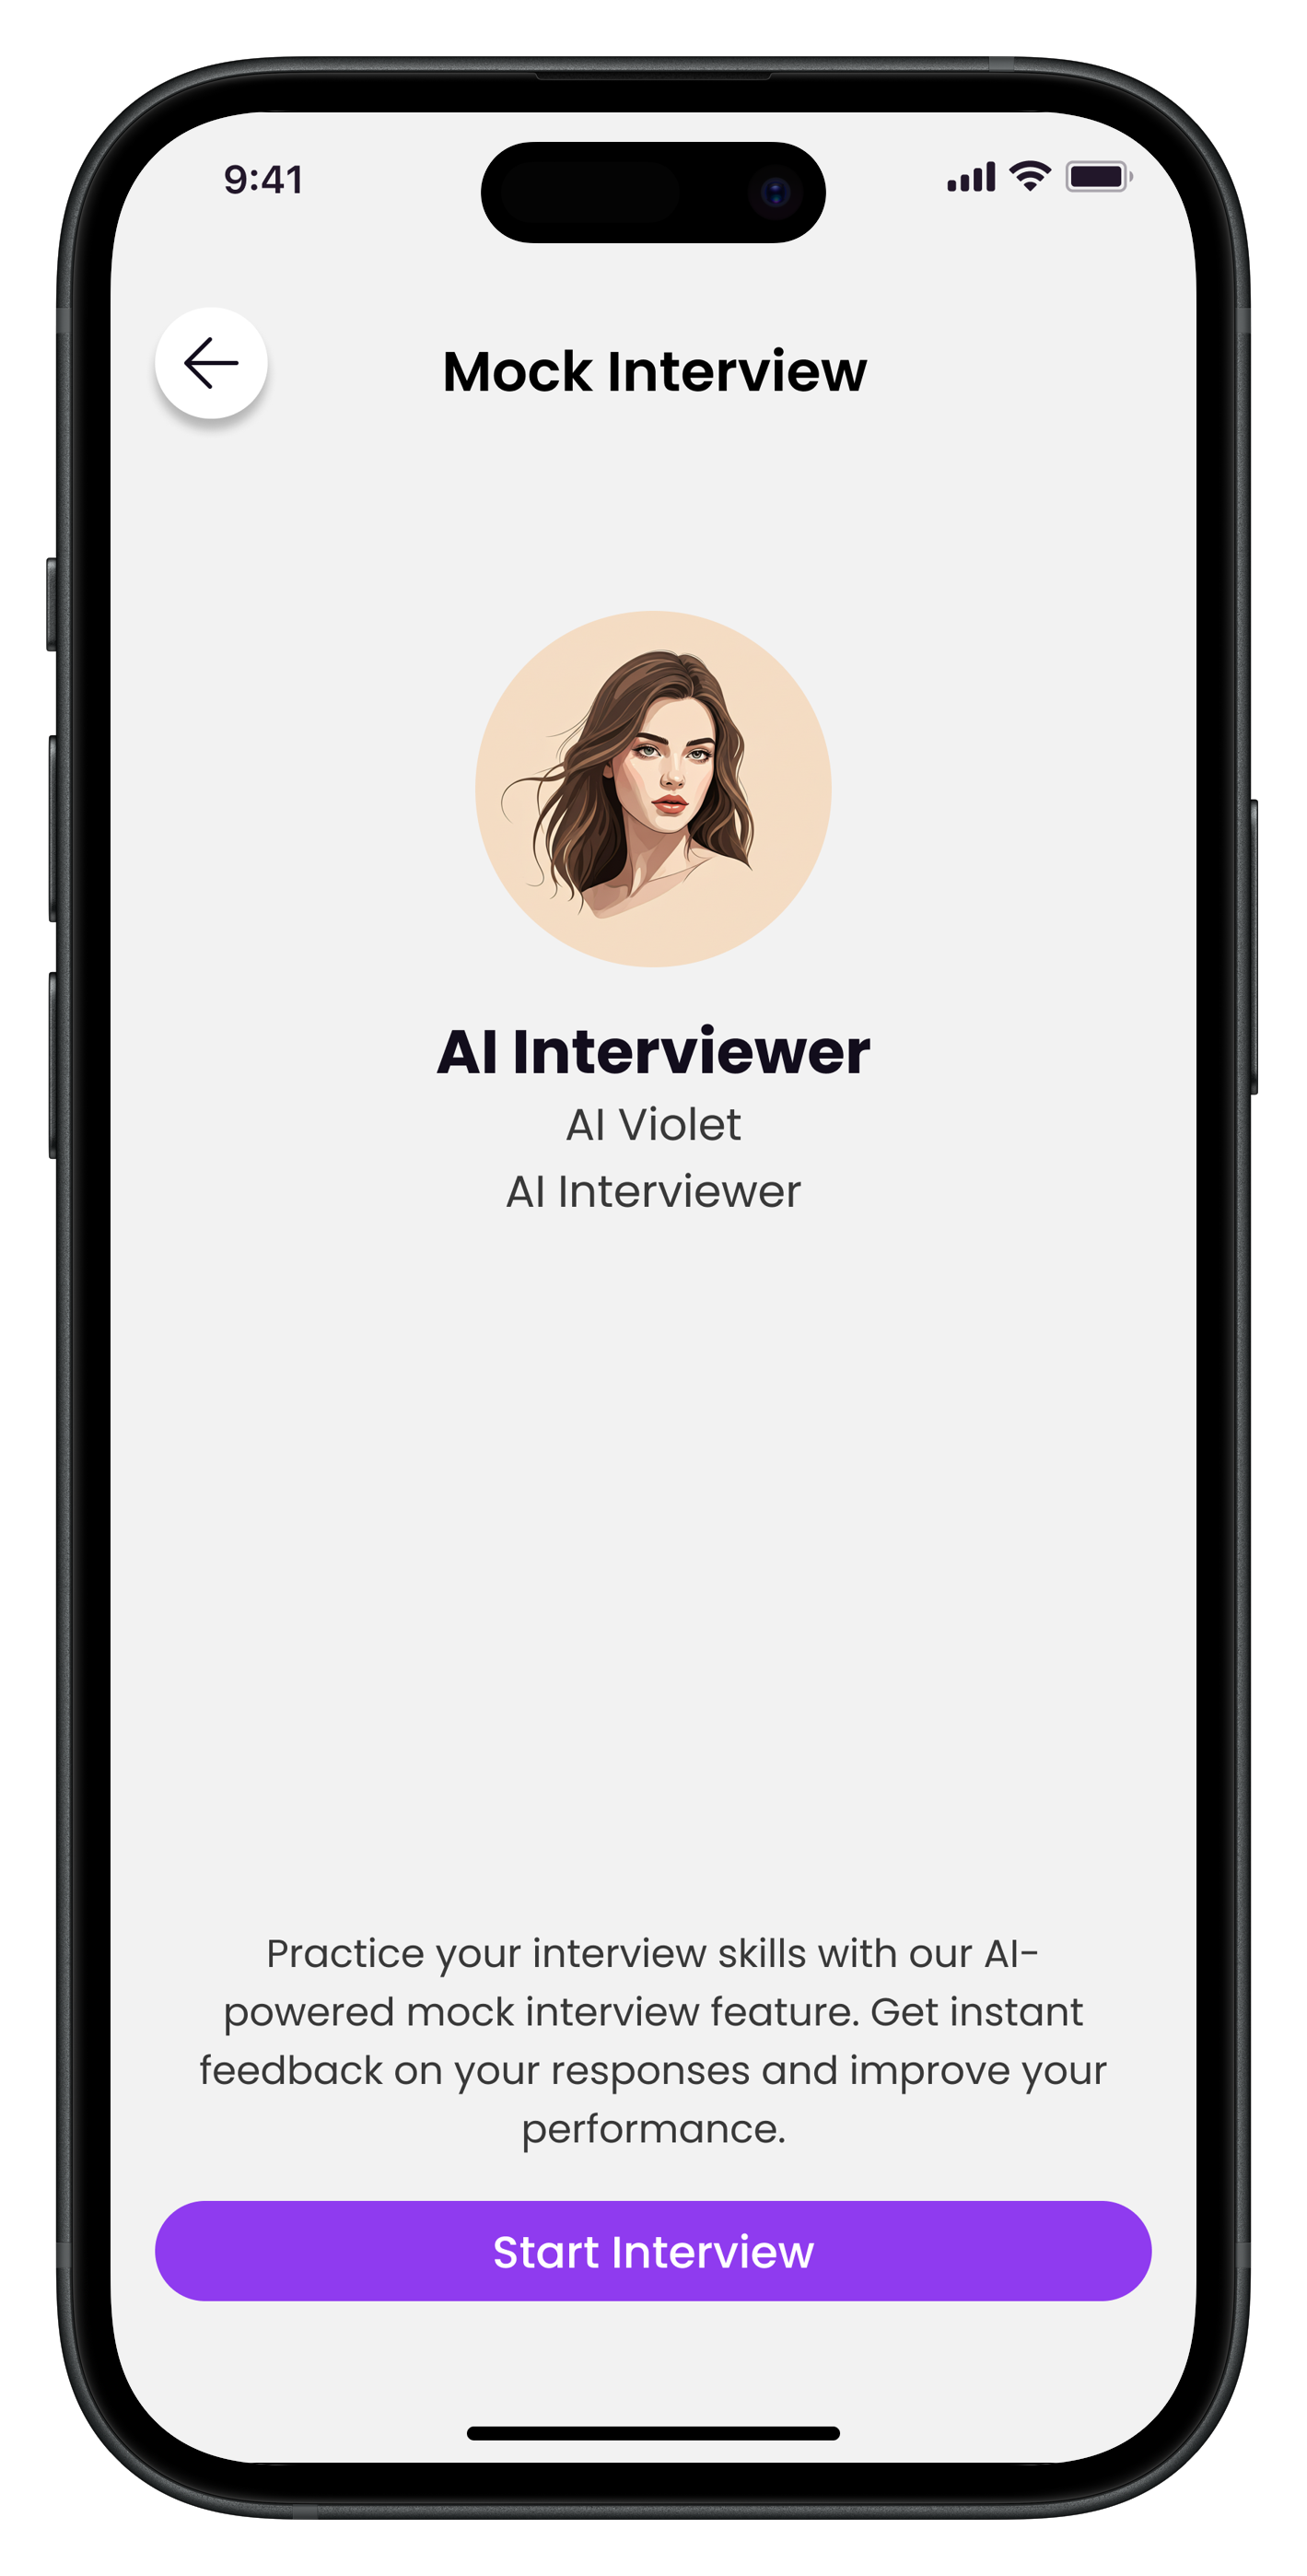 9:41
Mock Interview
AI Interviewer
AI Violet
AI Interviewer
Practice your interview skills with our AI-
powered mock interview feature. Get instant
feedback on your responses and improve your
performance.
Start Interview